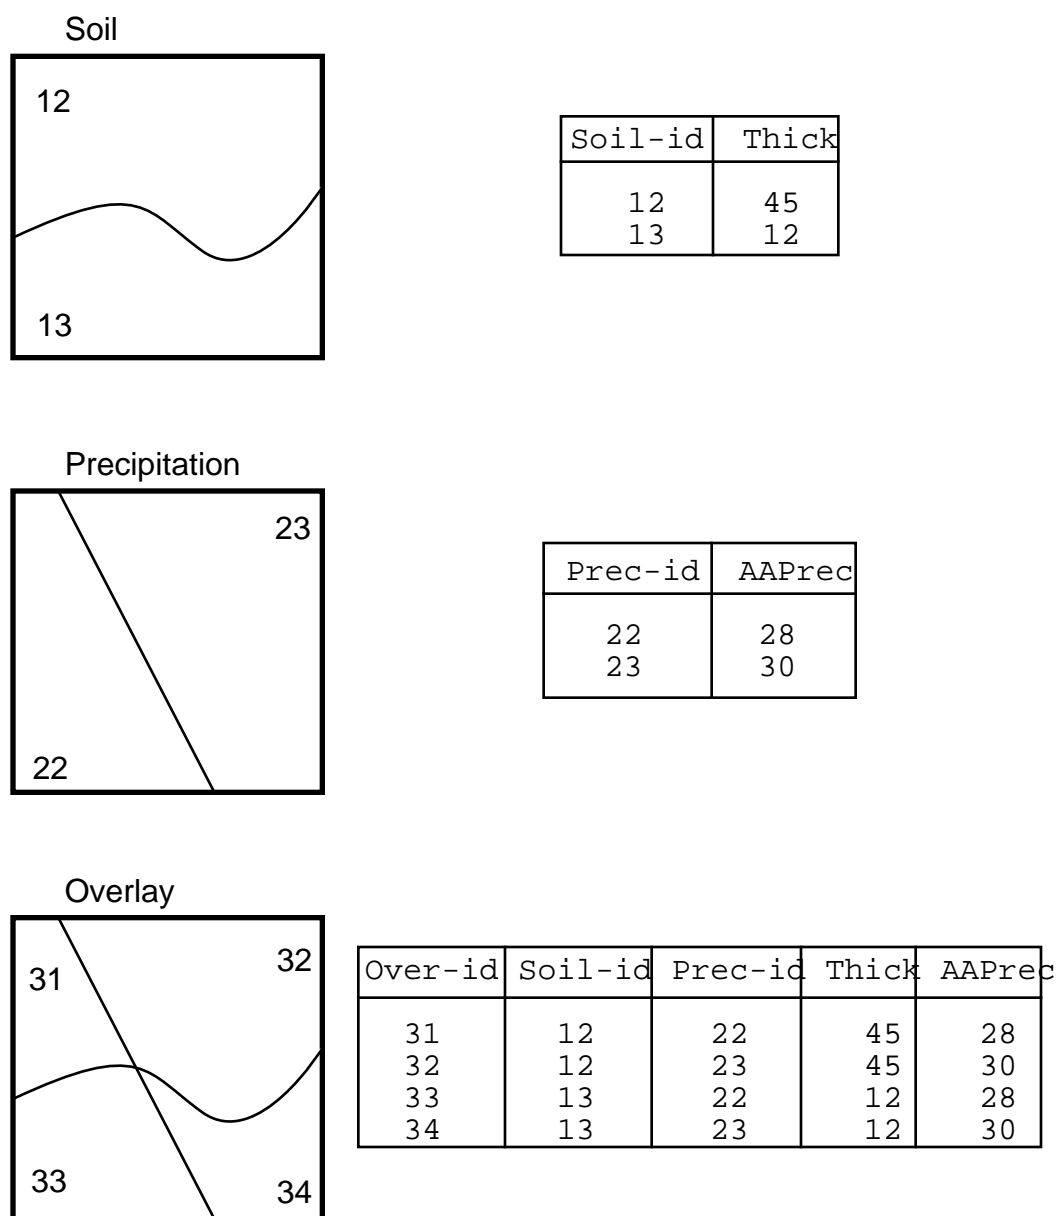 Soil
12
13
Soil-id Thick
12 45
13 12
Precipitation
23
22
Prec-id AAPrec
22 28
23 30
Overlay
31
32
33
34
Over-id Soil-id Prec-id Thick AAPrec
31 12 22 45 28
32 12 23 45 30
33 13 22 12 28
34 13 23 12 30